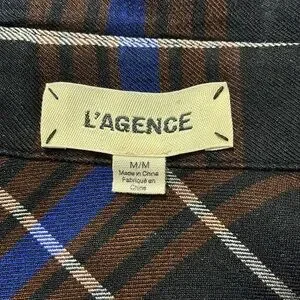 L'AGENCE
M/M
Made in China
Fabriqué en
Chine